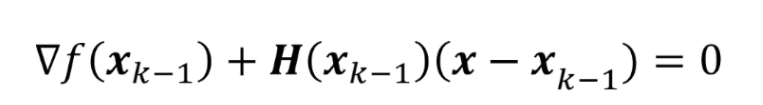 ∇f(x_{k−1}) + H(x_{k−1})(x − x_{k−1}) = 0